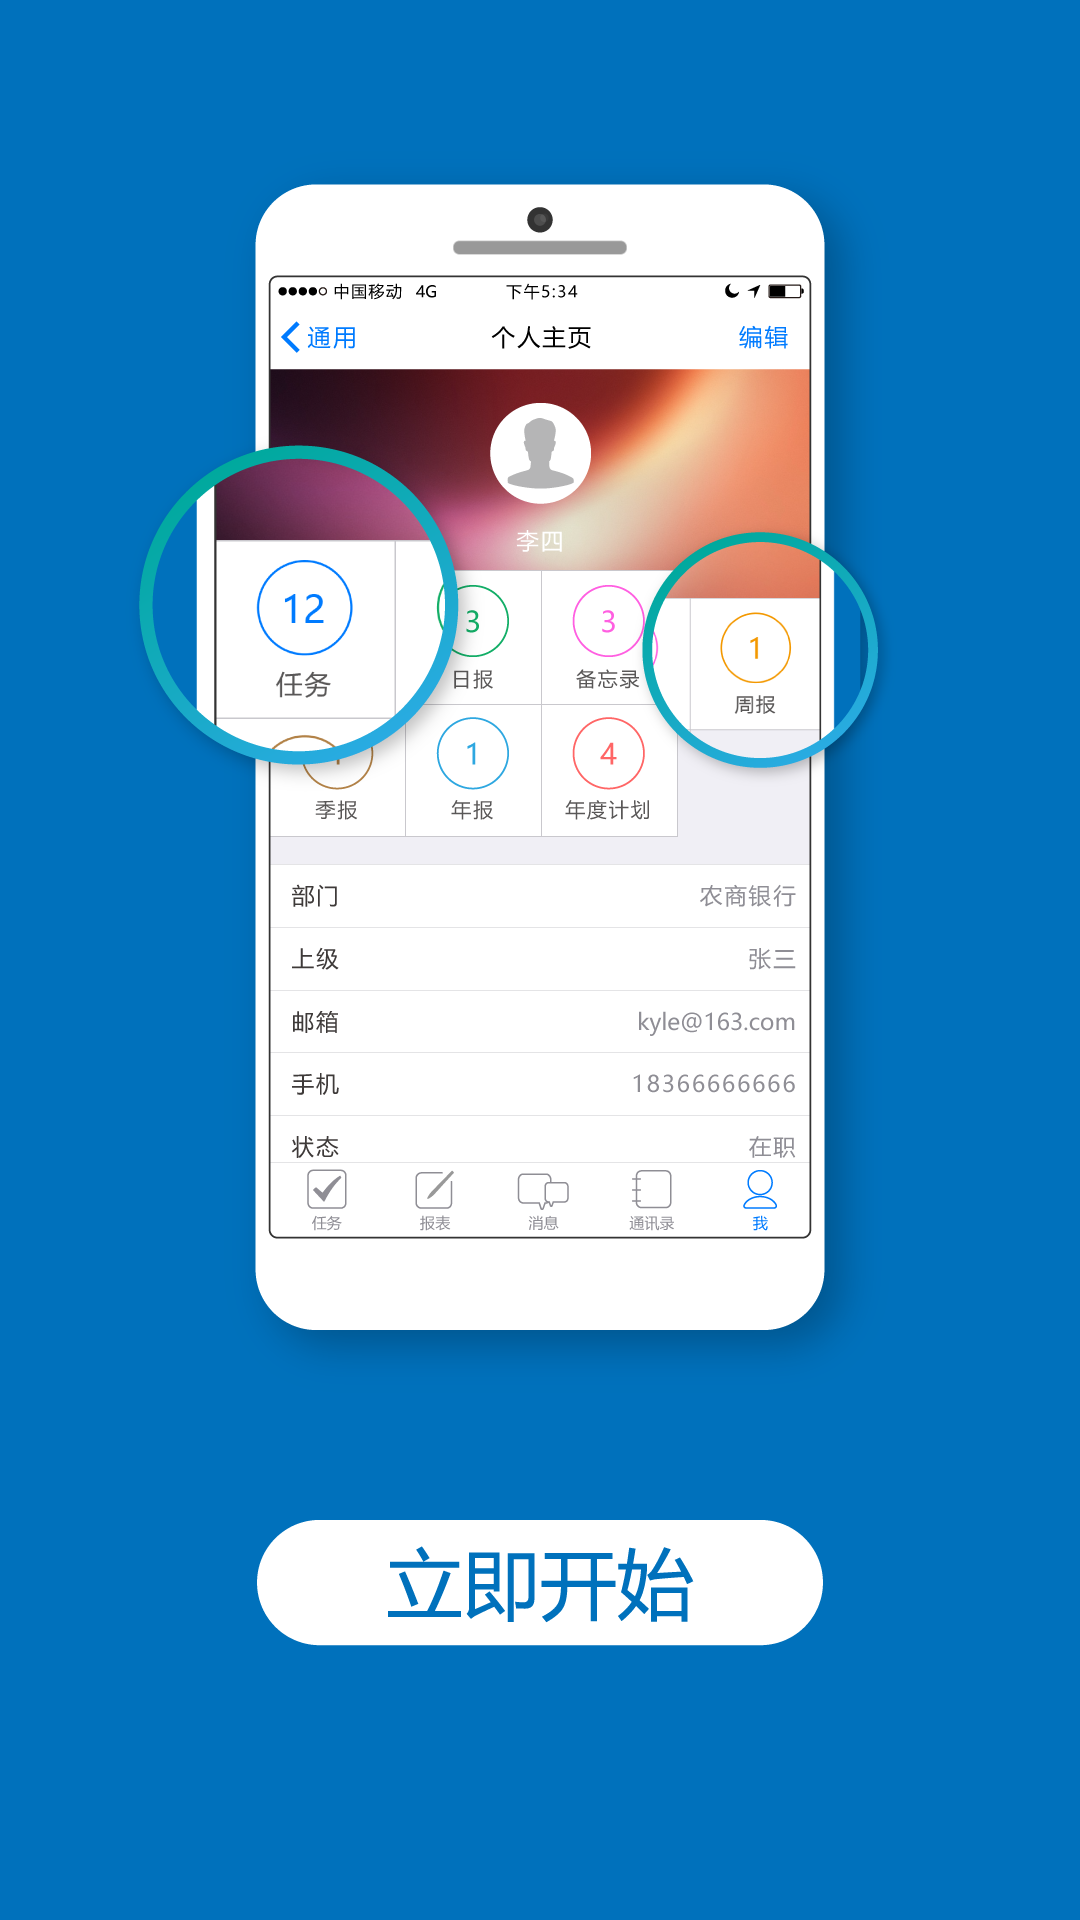 中国移动 4G 下午5:34
通用 个人主页 编辑
李四
12 3 3 1
任务 日报 备忘录 周报
1 4
季报 年报 年度计划
部门 农商银行
上级 张三
邮箱 kyle@163.com
手机 18366666666
状态 在职
任务 报表 消息 通讯录 我
立即开始